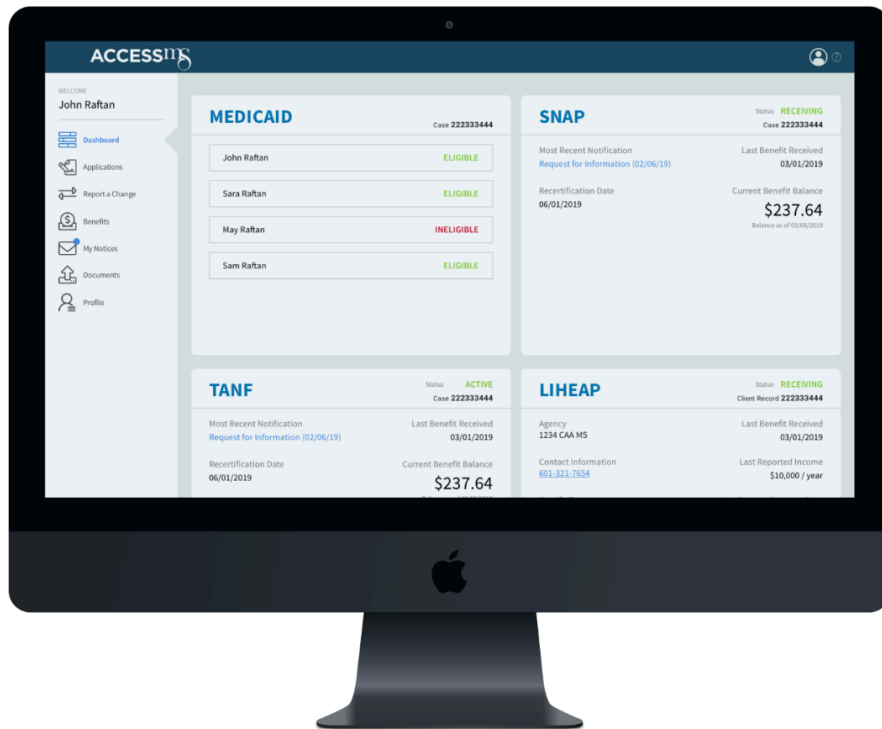 ACCESSms
WELCOME
John Raftan
Dashboard
Applications
Report a Change
Benefits
My Notices
Documents
Profile
MEDICAID
Case 222333444
John Raftan ELIGIBLE
Sara Raftan ELIGIBLE
May Raftan INELIGIBLE
Sam Raftan ELIGIBLE
SNAP
Status RECEIVING
Case 222333444
Most Recent Notification Last Benefit Received
Request for Information (02/06/19) 03/01/2019
Recertification Date Current Benefit Balance
06/01/2019
$237.64
Balance as of 03/05/2019
TANF
Status ACTIVE
Case 222333444
Most Recent Notification Last Benefit Received
Request for Information (02/06/19) 03/01/2019
Recertification Date Current Benefit Balance
06/01/2019
$237.64
LIHEAP
Status RECEIVING
Client Record 222333444
Agency Last Benefit Received
1234 CAA MS 03/01/2019
Contact Information Last Reported Income
601-321-7654 $10,000 / year